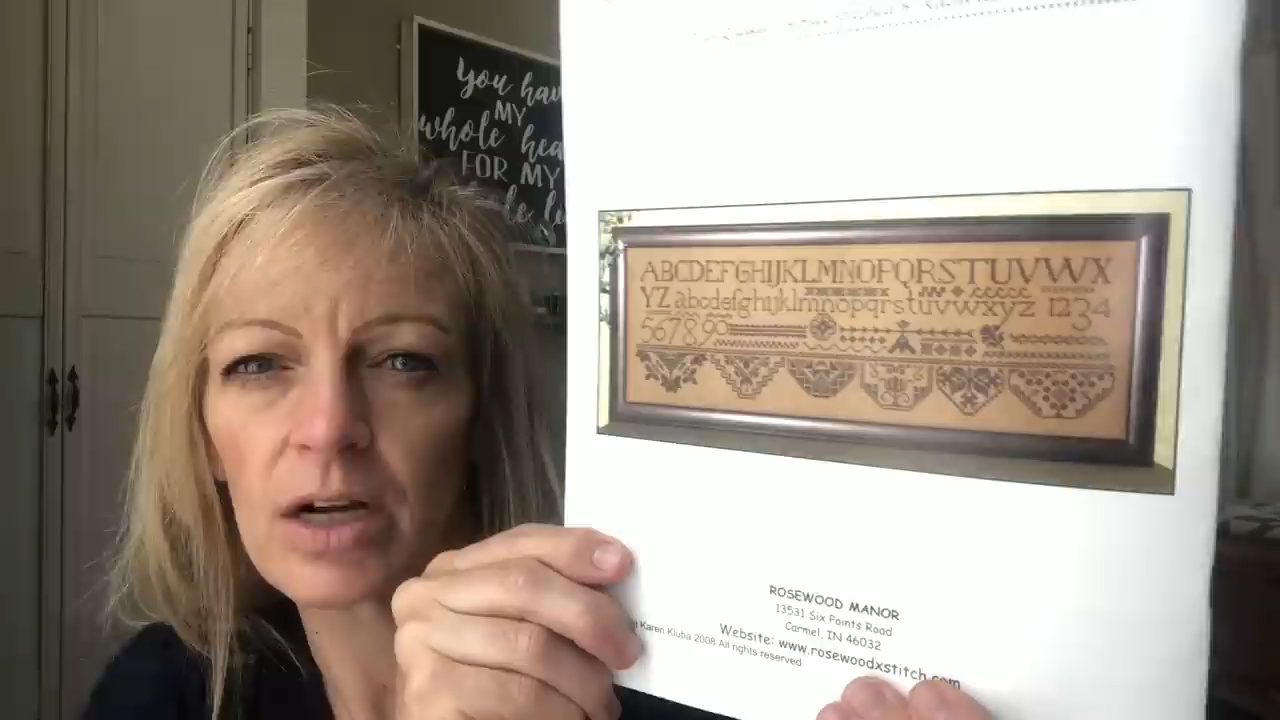 You hav
MY
whole hea
FOR MY
ABCDEFGHIJKLMNOPQRSTUVWX
YZ abcdefghijklmnopqrstuvwxyz 1234
567890
ROSEWOOD MANOR
13531 Six Points Road
Carmel, IN 46032
Website: www.rosewoodxstitch.com
Karen Kluba 2008 All rights reserved